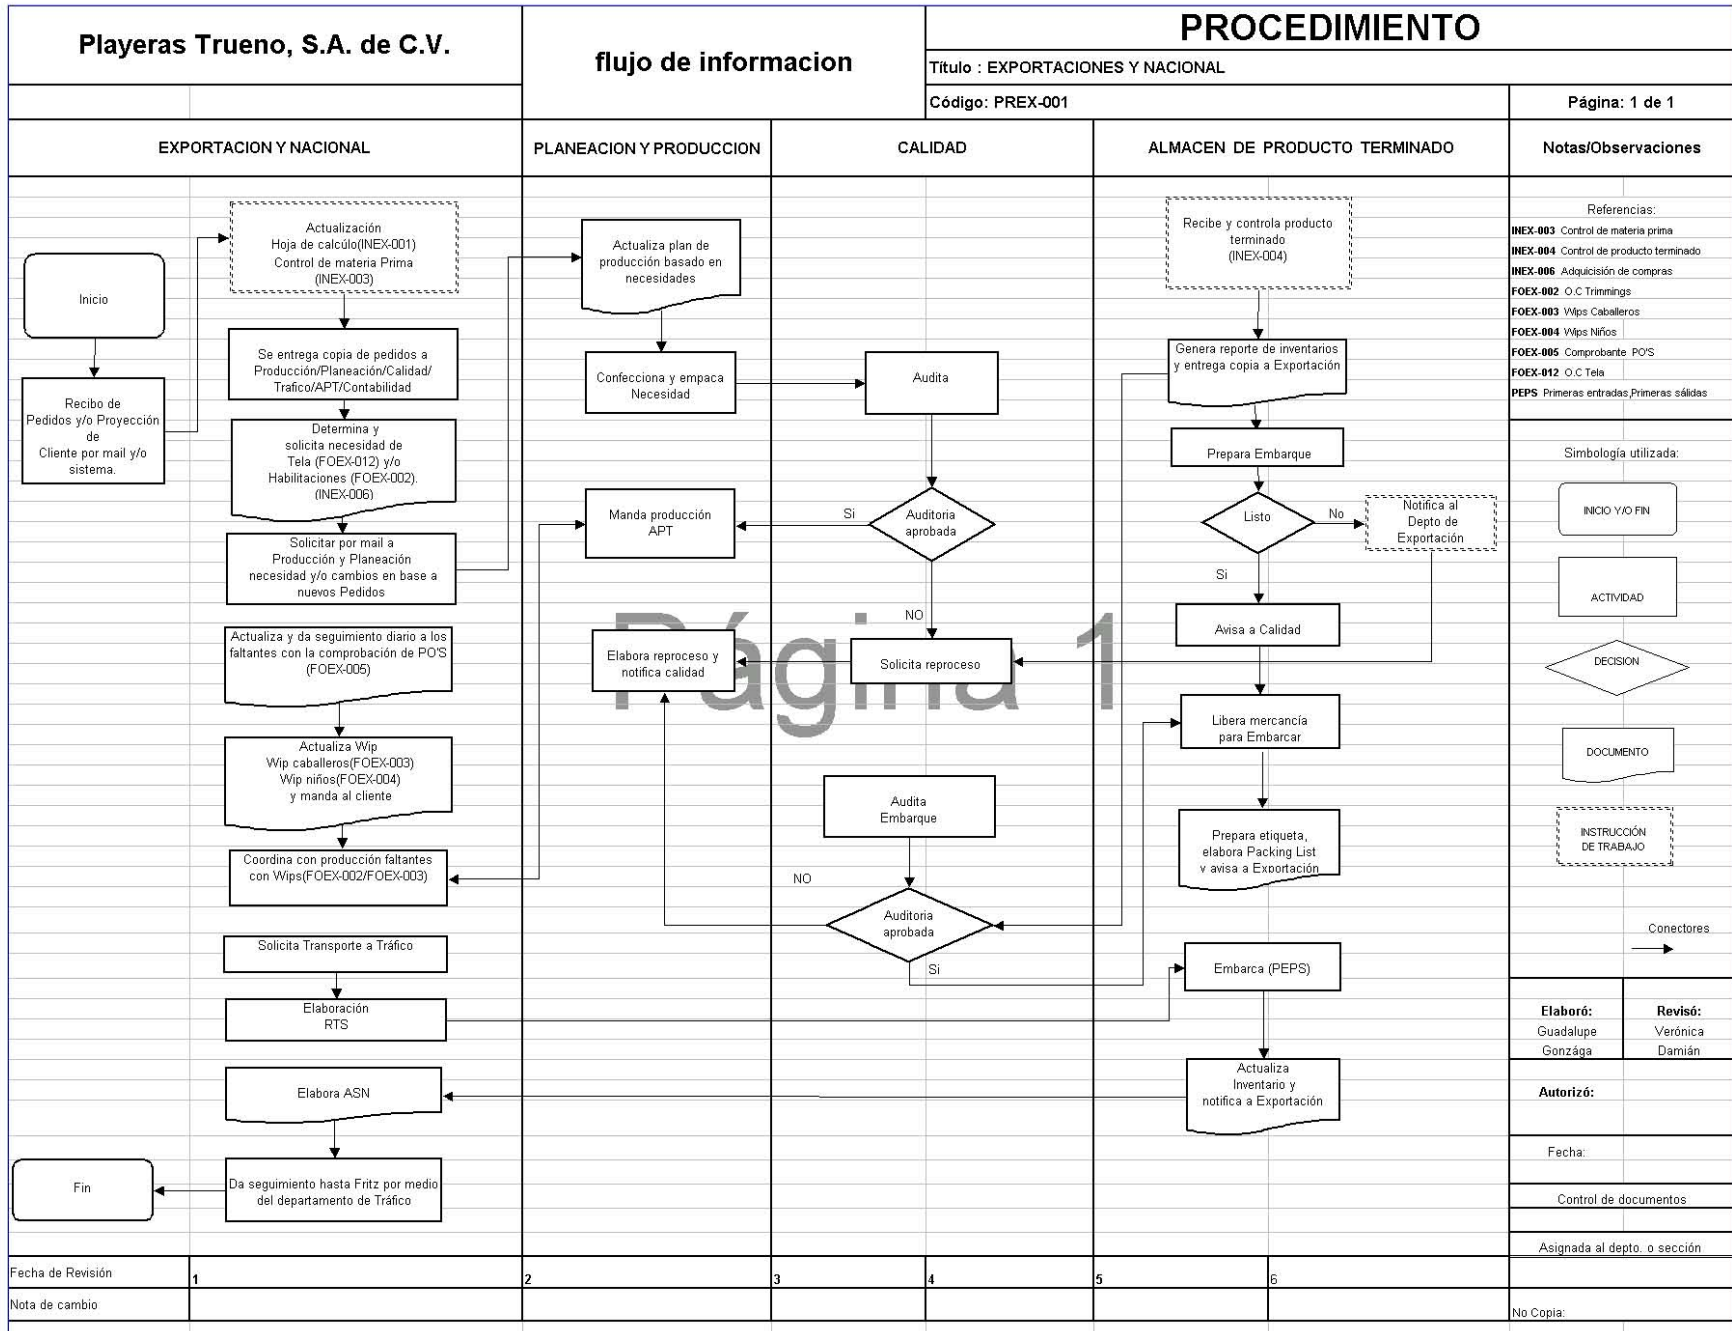 Playeras Trueno, S.A. de C.V.
flujo de informacion
PROCEDIMIENTO
Título : EXPORTACIONES Y NACIONAL
Código: PREX-001
Página: 1 de 1
EXPORTACION Y NACIONAL
PLANEACION Y PRODUCCION
CALIDAD
ALMACEN DE PRODUCTO TERMINADO
Notas/Observaciones
Inicio
Recibo de
Pedidos y/o Proyección
de
Cliente por mail y/o
sistema.
Actualización
Hoja de calcúlo(INEX-001)
Control de materia Prima
(INEX-003)
Se entrega copia de pedidos a
Producción/Planeación/Calidad/
Trafico/APT/Contabilidad
Determina y
solicita necesidad de
Tela (FOEX-012) y/o
Habilitaciones (FOEX-002).
(INEX-006)
Solicitar por mail a
Producción y Planeación
necesidad y/o cambios en base a
nuevos Pedidos
Actualiza y da seguimiento diario a los
faltantes con la comprobación de PO'S
(FOEX-005)
Actualiza Wip
Wip caballeros(FOEX-003)
Wip niños(FOEX-004)
y manda al cliente
Coordina con producción faltantes
con Wips(FOEX-002/FOEX-003)
Solicita Transporte a Tráfico
Elaboración
RTS
Elabora ASN
Da seguimiento hasta Fritz por medio
del departamento de Tráfico
Fin
Actualiza plan de
producción basado en
necesidades
Confecciona y empaca
Necesidad
Manda producción
APT
Elabora reproceso y
notifica calidad
Audita
Auditoria
aprobada
Si
NO
Solicita reproceso
Página 1
Audita
Embarque
NO
Auditoria
aprobada
Si
Recibe y controla producto
terminado
(INEX-004)
Genera reporte de inventarios
y entrega copia a Exportación
Prepara Embarque
Listo
No
Notifica al
Depto de
Exportación
Si
Avisa a Calidad
Libera mercancía
para Embarcar
Prepara etiqueta,
elabora Packing List
y avisa a Exportación
Embarca (PEPS)
Actualiza
Inventario y
notifica a Exportación
Referencias:
INEX-003 Control de materia prima
INEX-004 Control de producto terminado
INEX-006 Adquicisión de compras
FOEX-002 O.C Trimmings
FOEX-003 Wips Caballeros
FOEX-004 Wips Niños
FOEX-005 Comprobante PO'S
FOEX-012 O.C Tela
PEPS Primeras entradas,Primeras sálidas
Simbología utilizada:
INICIO Y/O FIN
ACTIVIDAD
DECISION
DOCUMENTO
INSTRUCCIÓN
DE TRABAJO
Conectores
Elaboró:
Guadalupe
Gonzága
Revisó:
Verónica
Damián
Autorizó:
Fecha:
Control de documentos
Asignada al depto. o sección
Fecha de Revisión
1
2
3
4
5
6
Nota de cambio
No Copia: